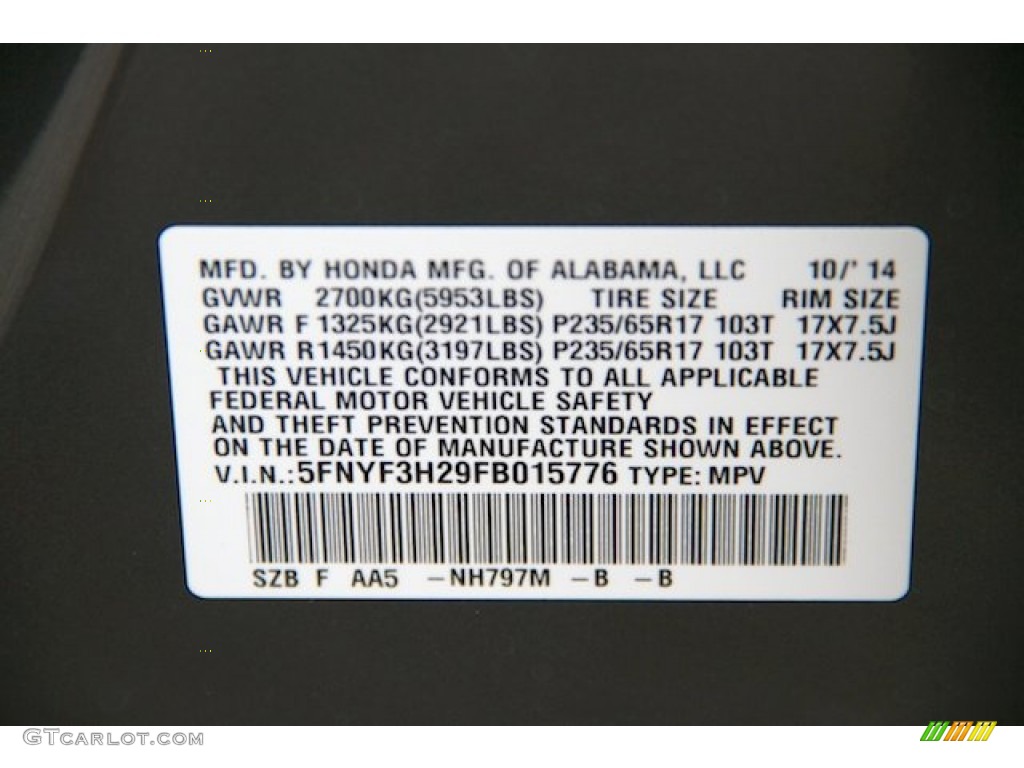 MFD. BY HONDA MFG. OF ALABAMA, LLC 10/' 14
GVWR 2700KG(5953LBS) TIRE SIZE RIM SIZE
GAWR F 1325KG(2921LBS) P235/65R17 103T 17X7.5J
GAWR R1450KG(3197LBS) P235/65R17 103T 17X7.5J
THIS VEHICLE CONFORMS TO ALL APPLICABLE
FEDERAL MOTOR VEHICLE SAFETY
AND THEFT PREVENTION STANDARDS IN EFFECT
ON THE DATE OF MANUFACTURE SHOWN ABOVE.
V.I.N.:5FNYF3H29FB015776 TYPE: MPV
SZB F AA5 -NH797M -B -B
GTCARLOT.COM